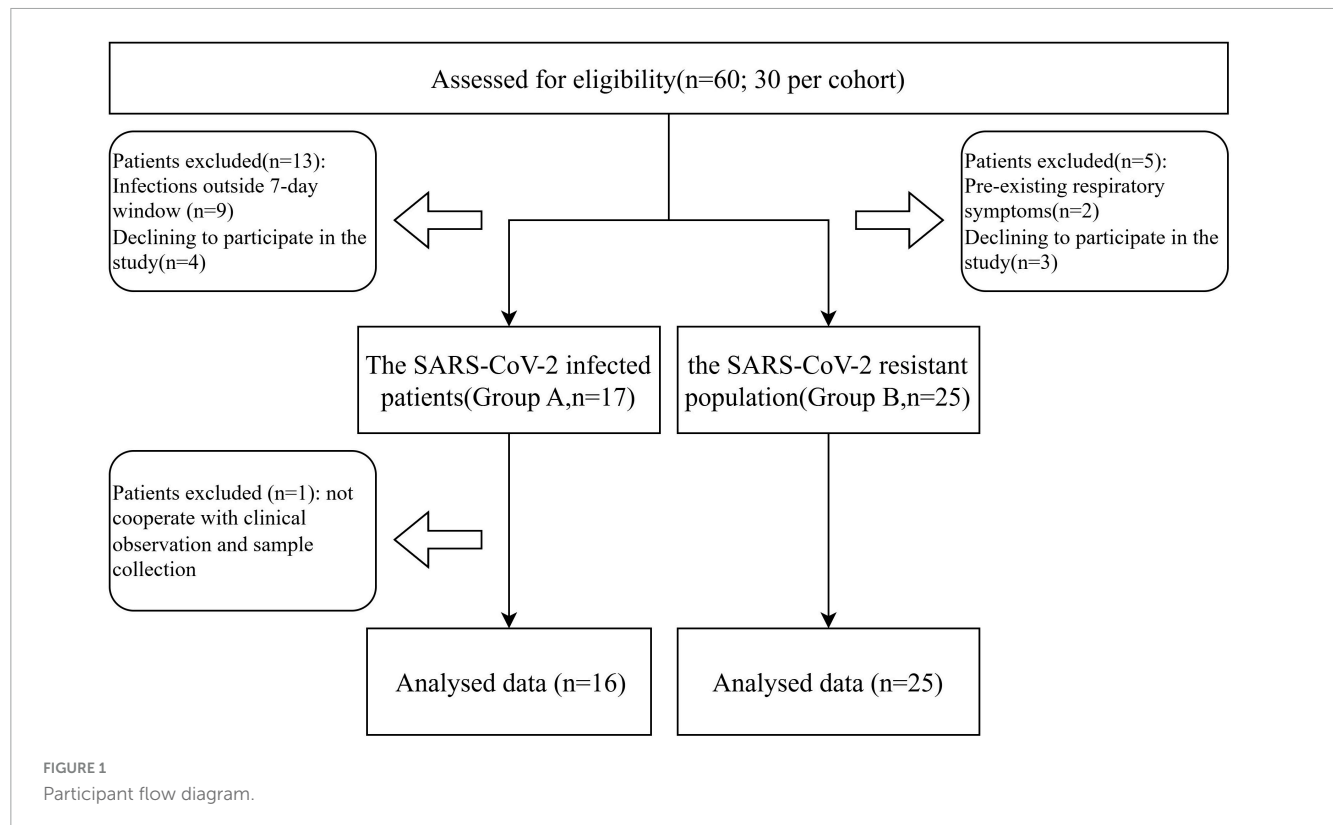 Assessed for eligibility(n=60; 30 per cohort)
Patients excluded(n=13):
Infections outside 7-day
window (n=9)
Declining to participate in the
study(n=4)
Patients excluded(n=5):
Pre-existing respiratory
symptoms(n=2)
Declining to participate in the
study(n=3)
The SARS-CoV-2 infected
patients(Group A,n=17)
the SARS-CoV-2 resistant
population(Group B,n=25)
Patients excluded (n=1): not
cooperate with clinical
observation and sample
collection
Analysed data (n=16)
Analysed data (n=25)
FIGURE 1
Participant flow diagram.